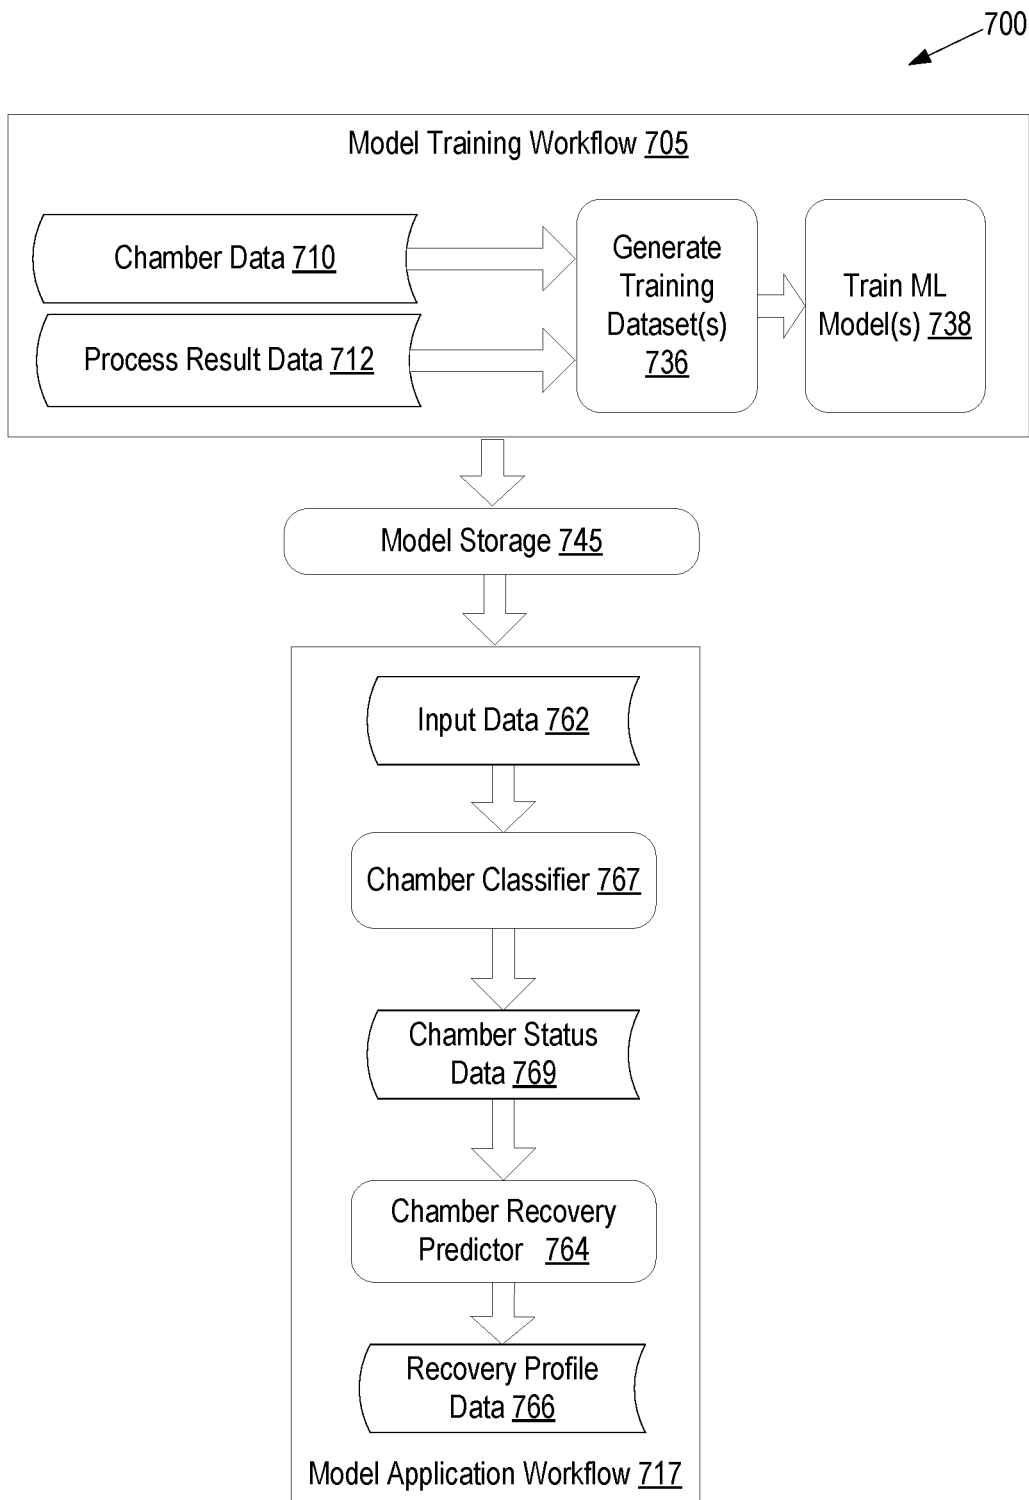 700
Model Training Workflow 705
Chamber Data 710
Process Result Data 712
Generate
Training
Dataset(s)
736
Train ML
Model(s) 738
Model Storage 745
Input Data 762
Chamber Classifier 767
Chamber Status
Data 769
Chamber Recovery
Predictor 764
Recovery Profile
Data 766
Model Application Workflow 717